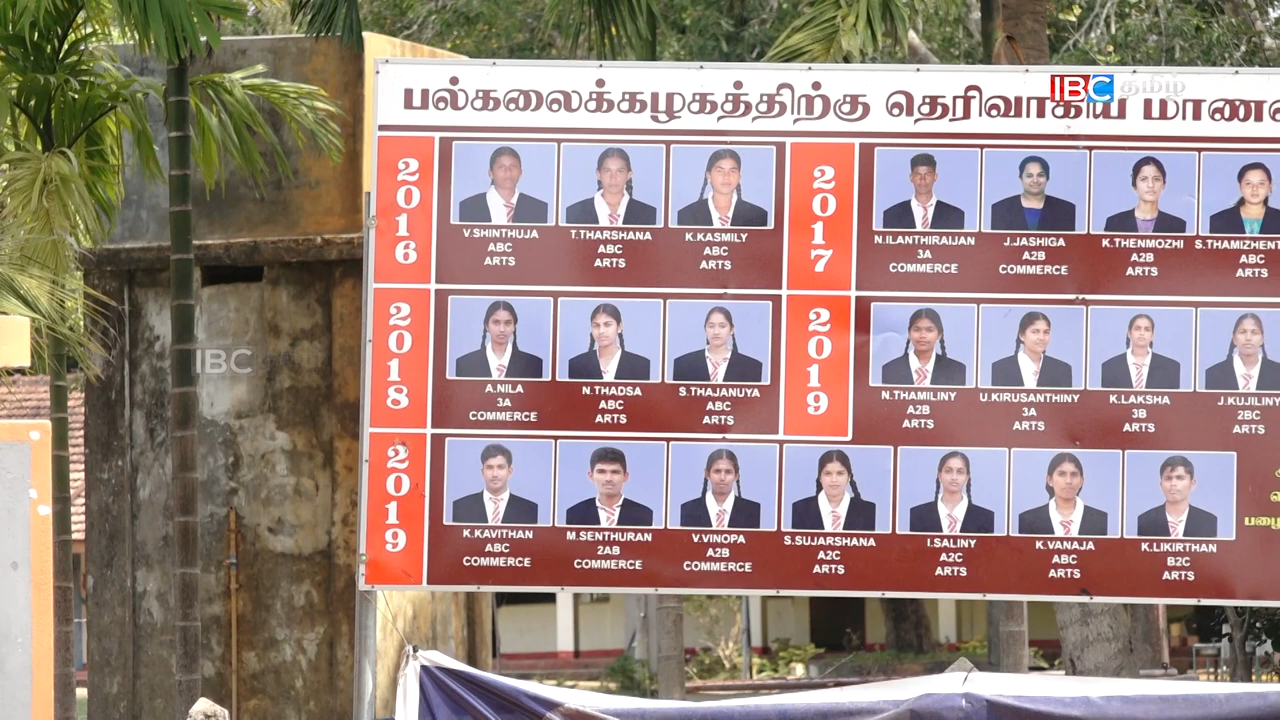 IBC தமிழ்
பல்கலைக்கழகத்திற்கு தெரிவாகிய
2016
V.SHINTHUJA
ABC
ARTS
T.THARSHANA
ABC
ARTS
K.KASMILY
ABC
ARTS
2017
N.ILANTHIRAIJAN
3A
COMMERCE
J.JASHIGA
A2B
COMMERCE
K.THENMOZHI
A2B
ARTS
ABC
ARTS
2018
A.NILA
3A
COMMERCE
N.THADSA
ABC
ARTS
S.THAJANUYA
ABC
ARTS
2019
N.THAMILINY
A2B
ARTS
U.KIRUSANTHINY
3A
ARTS
K.LAKSHA
3B
ARTS
J.KUJILINY
2BC
ARTS
2019
K.KAVITHAN
ABC
COMMERCE
M.SENTHURAN
2AB
COMMERCE
V.VINOPA
A2B
COMMERCE
S.SUJARSHANA
A2C
ARTS
I.SALINY
A2C
ARTS
K.VANAJA
ABC
ARTS
K.LIKIRTHAN
B2C
ARTS
IBC